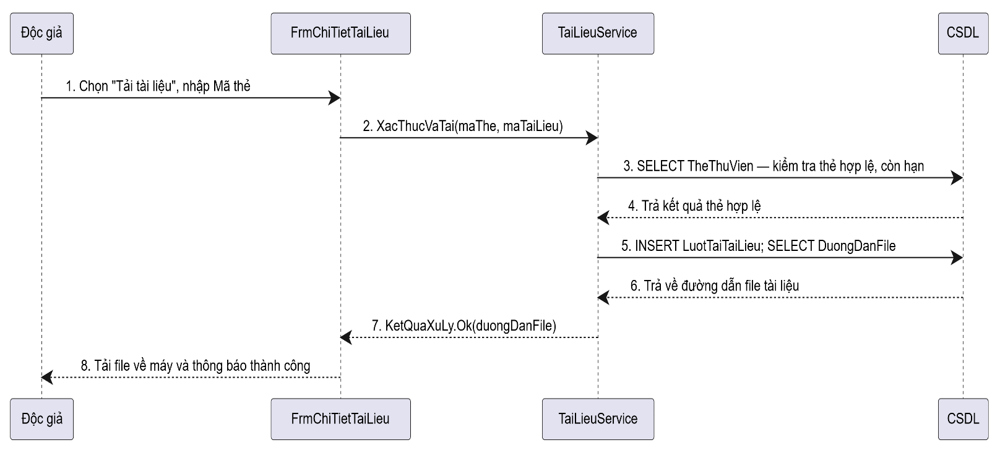 Độc giả
FrmChiTietTaiLieu
TaiLieuService
CSDL
1. Chọn "Tải tài liệu", nhập Mã thẻ
2. XacThucVaTai(maThe, maTaiLieu)
3. SELECT TheThuVien — kiểm tra thẻ hợp lệ, còn hạn
4. Trả kết quả thẻ hợp lệ
5. INSERT LuotTaiTaiLieu; SELECT DuongDanFile
6. Trả về đường dẫn file tài liệu
7. KetQuaXuLy.Ok(duongDanFile)
8. Tải file về máy và thông báo thành công
Độc giả
FrmChiTietTaiLieu
TaiLieuService
CSDL